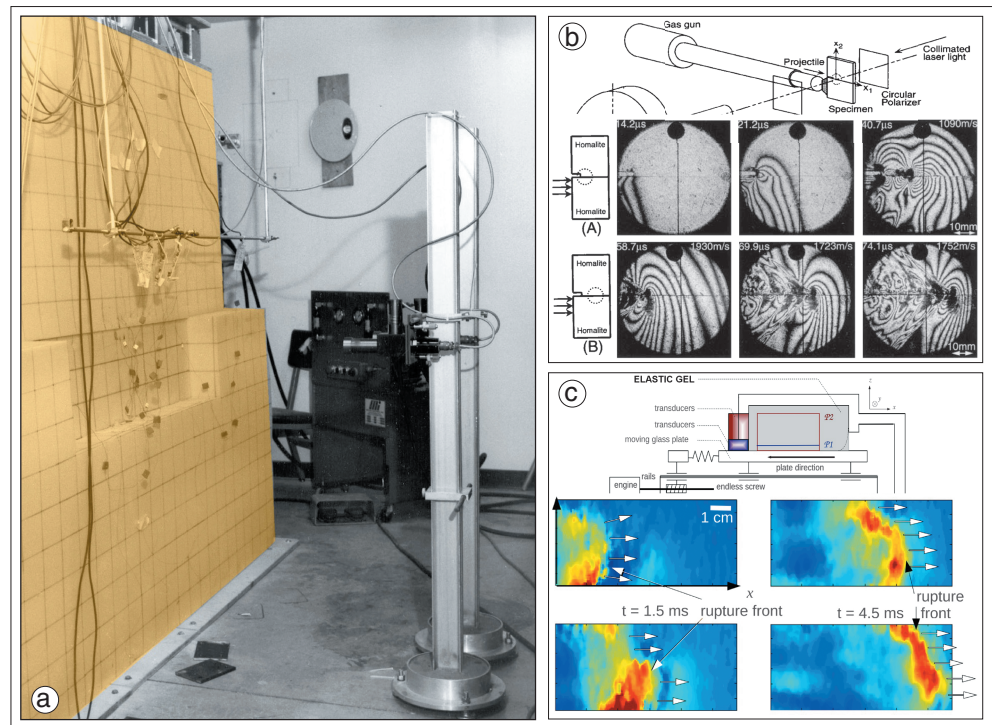 a
b
Gas gun
Projectile
x2
x1
Specimen
Collimated
laser light
Circular
Polarizer
Homalite
Homalite
(A)
14.2µs
21.2µs
40.7µs 1090m/s
10mm
Homalite
Homalite
(B)
58.7µs 1930m/s
69.9µs 1723m/s
74.1µs 1752m/s
10mm
c
ELASTIC GEL
transducers
transducers
moving glass plate
P2
P1
z
y
x
plate direction
rails
engine
endless screw
1 cm
x
t = 1.5 ms rupture front
t = 4.5 ms
rupture
front